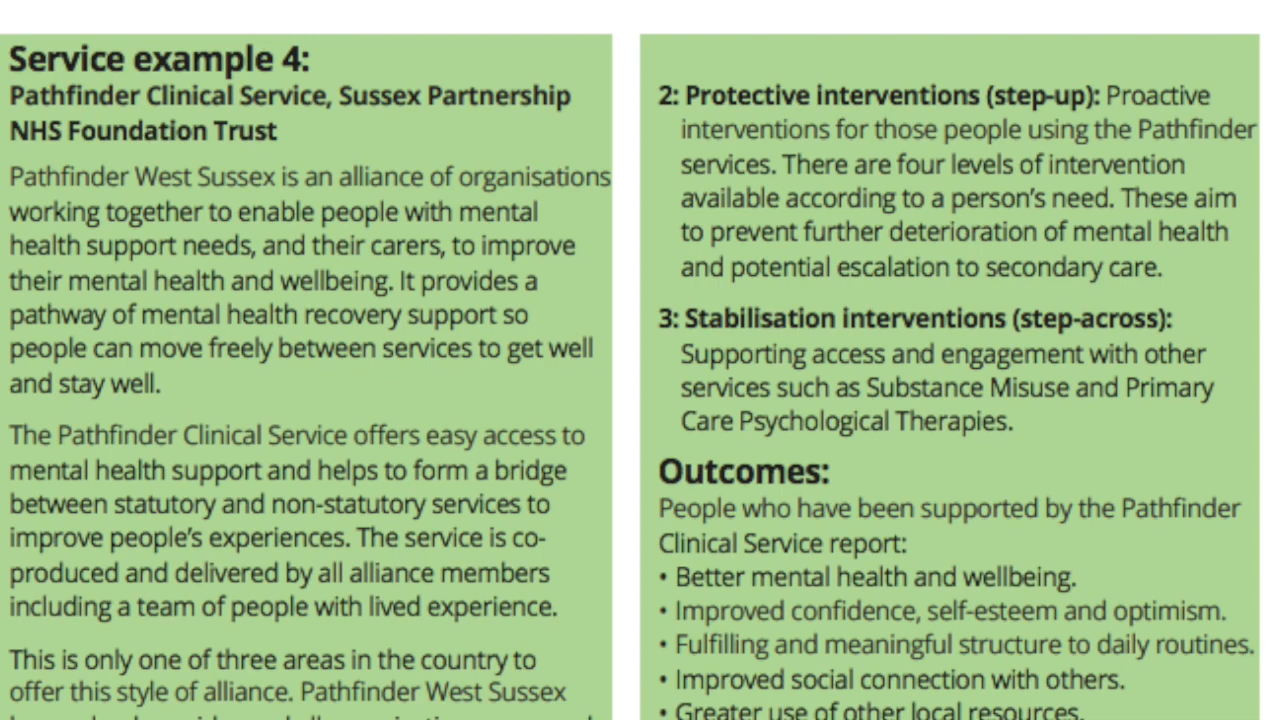 Service example 4:
Pathfinder Clinical Service, Sussex Partnership
NHS Foundation Trust
Pathfinder West Sussex is an alliance of organisations
working together to enable people with mental
health support needs, and their carers, to improve
their mental health and wellbeing. It provides a
pathway of mental health recovery support so
people can move freely between services to get well
and stay well.
The Pathfinder Clinical Service offers easy access to
mental health support and helps to form a bridge
between statutory and non-statutory services to
improve people's experiences. The service is co-
produced and delivered by all alliance members
including a team of people with lived experience.
This is only one of three areas in the country to
offer this style of alliance. Pathfinder West Sussex
2: Protective interventions (step-up): Proactive
interventions for those people using the Pathfinder
services. There are four levels of intervention
available according to a person's need. These aim
to prevent further deterioration of mental health
and potential escalation to secondary care.
3: Stabilisation interventions (step-across):
Supporting access and engagement with other
services such as Substance Misuse and Primary
Care Psychological Therapies.
Outcomes:
People who have been supported by the Pathfinder
Clinical Service report:
• Better mental health and wellbeing.
• Improved confidence, self-esteem and optimism.
• Fulfilling and meaningful structure to daily routines.
• Improved social connection with others.
• Greater use of other local resources.